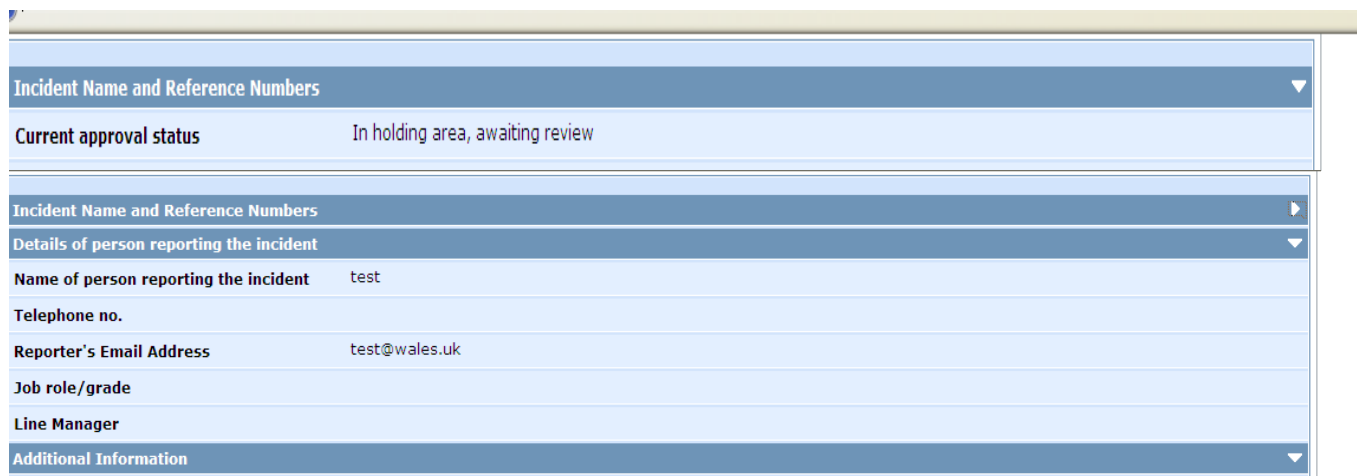 Incident Name and Reference Numbers
Current approval status In holding area, awaiting review
Incident Name and Reference Numbers
Details of person reporting the incident
Name of person reporting the incident test
Telephone no.
Reporter's Email Address test@wales.uk
Job role/grade
Line Manager
Additional Information